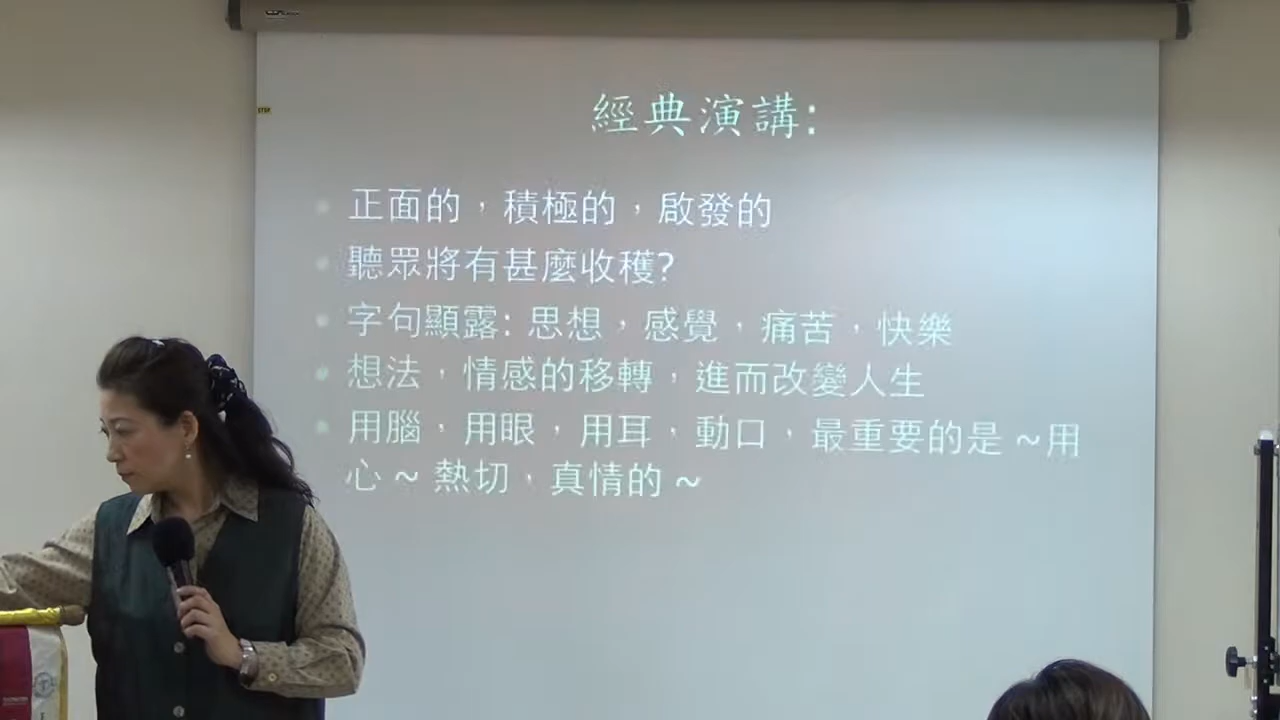 經典演講:
正面的，積極的，啟發的
聽眾將有甚麼收穫?
字句顯露: 思想，感覺，痛苦，快樂
想法，情感的移轉，進而改變人生
用腦，用眼，用耳，動口，最重要的是 ~用
心 ~ 熱切，真情的 ~